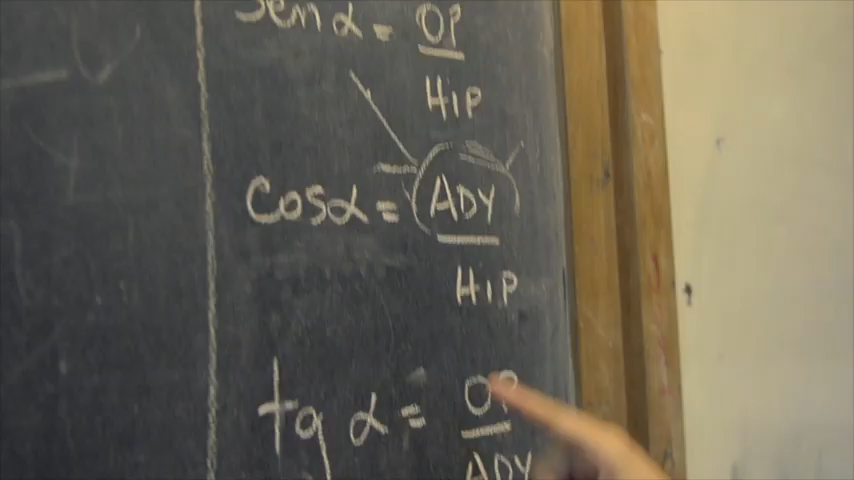 Sen α = OP
HiP
Cos α = ADY
HiP
tg α = OP
ADY